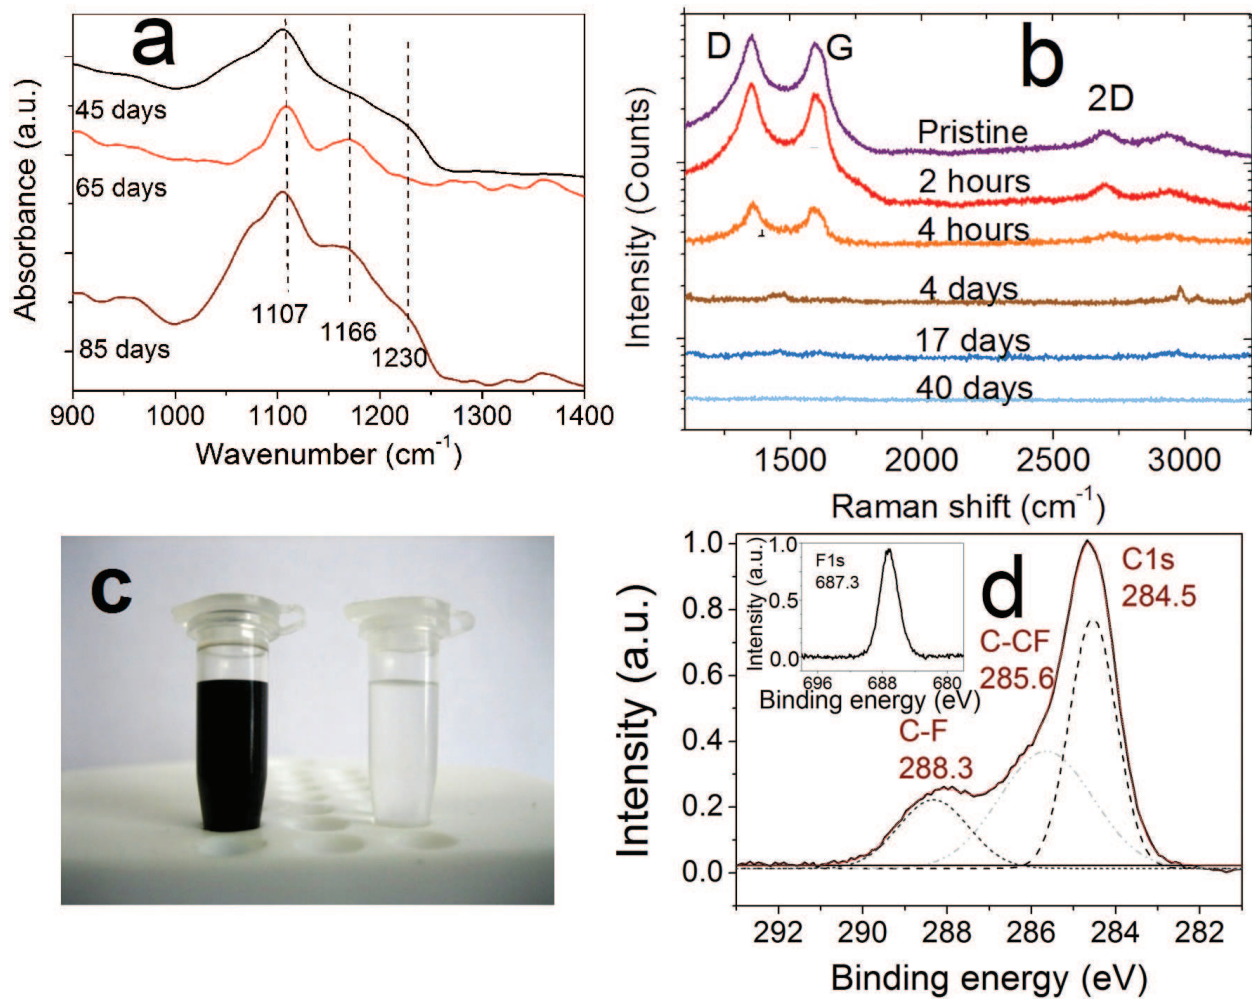 a
45 days
65 days
85 days
1107
1166
1230
Absorbance (a.u.)
900 1000 1100 1200 1300 1400
Wavenumber (cm⁻¹)
b
D
G
2D
Pristine
2 hours
4 hours
4 days
17 days
40 days
Intensity (Counts)
1500 2000 2500 3000
Raman shift (cm⁻¹)
c
d
C1s
284.5
C-CF
285.6
C-F
288.3
Intensity (a.u.)
1.0
0.8
0.6
0.4
0.2
0.0
292 290 288 286 284 282
Binding energy (eV)
F1s
687.3
Intensity (a.u.)
1.0
0.5
0.0
696 688 680
Binding energy (eV)